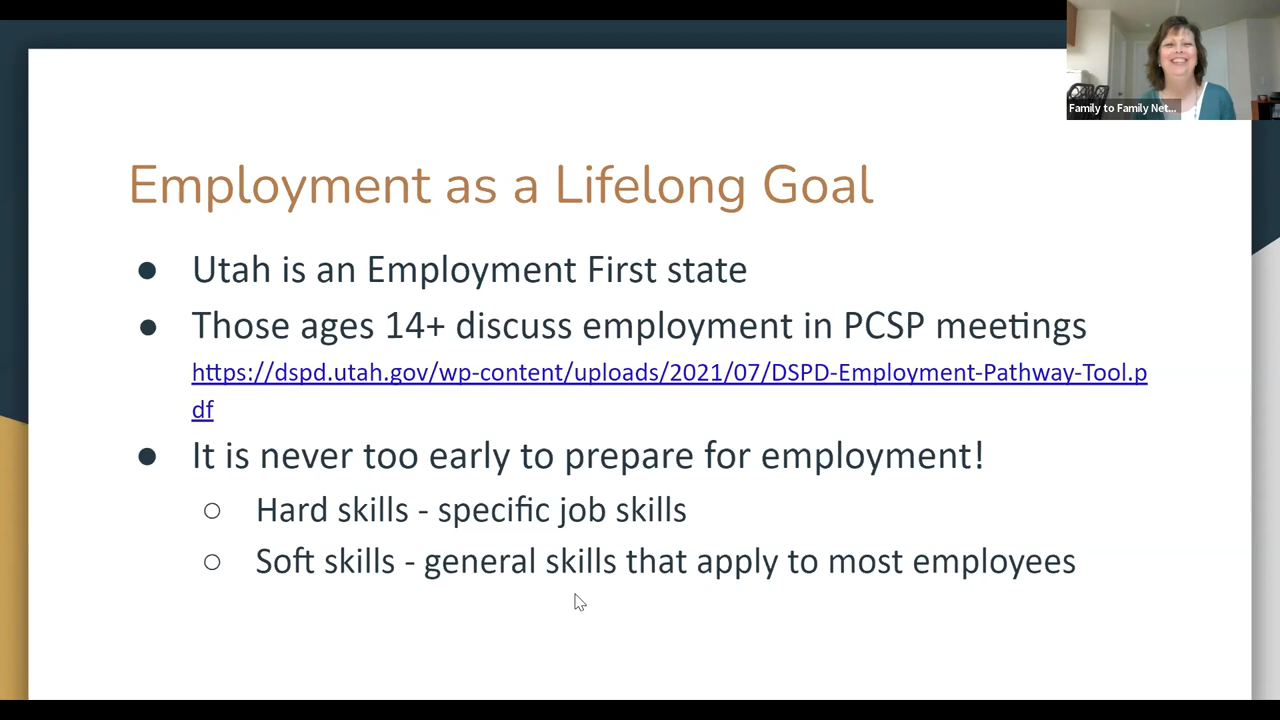 Family to Family Net...
Employment as a Lifelong Goal
● Utah is an Employment First state
● Those ages 14+ discuss employment in PCSP meetings
https://dspd.utah.gov/wp-content/uploads/2021/07/DSPD-Employment-Pathway-Tool.p
df
● It is never too early to prepare for employment!
○ Hard skills - specific job skills
○ Soft skills - general skills that apply to most employees